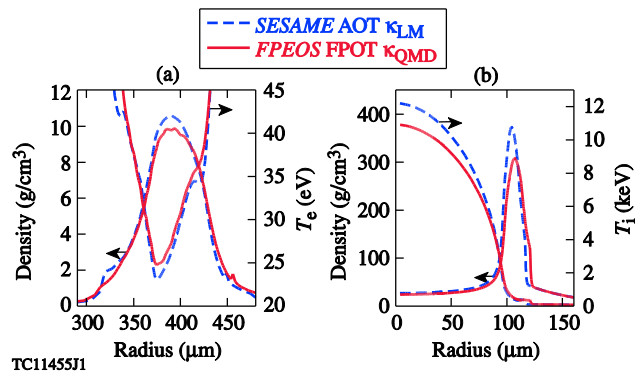 SESAME AOT κLM
FPEOS FPOT κQMD
(a)
(b)
Density (g/cm3)
12
10
8
6
4
2
0
45
40
35
30
25
20
Te (eV)
300 350 400 450
Radius (μm)
Density (g/cm3)
400
300
200
100
0
12
10
8
6
4
2
0
Ti (keV)
0 50 100 150
Radius (μm)
TC11455J1